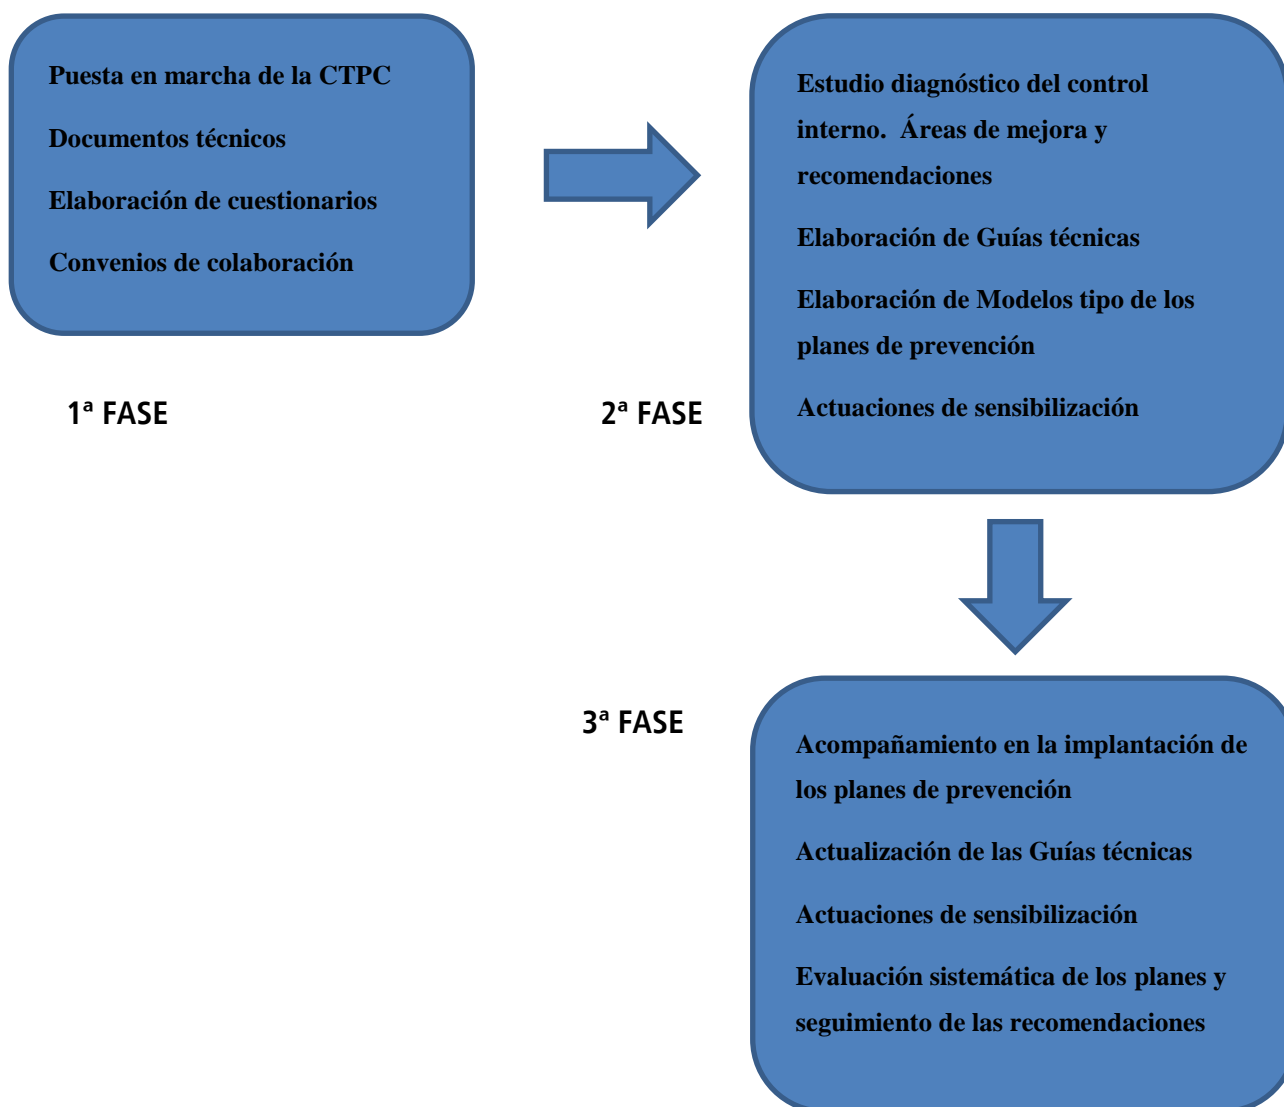 Puesta en marcha de la CTPC
Documentos técnicos
Elaboración de cuestionarios
Convenios de colaboración
1ª FASE
Estudio diagnóstico del control
interno.  Áreas de mejora y
recomendaciones
Elaboración de Guías técnicas
Elaboración de Modelos tipo de los
planes de prevención
Actuaciones de sensibilización
2ª FASE
3ª FASE
Acompañamiento en la implantación de
los planes de prevención
Actualización de las Guías técnicas
Actuaciones de sensibilización
Evaluación sistemática de los planes y
seguimiento de las recomendaciones